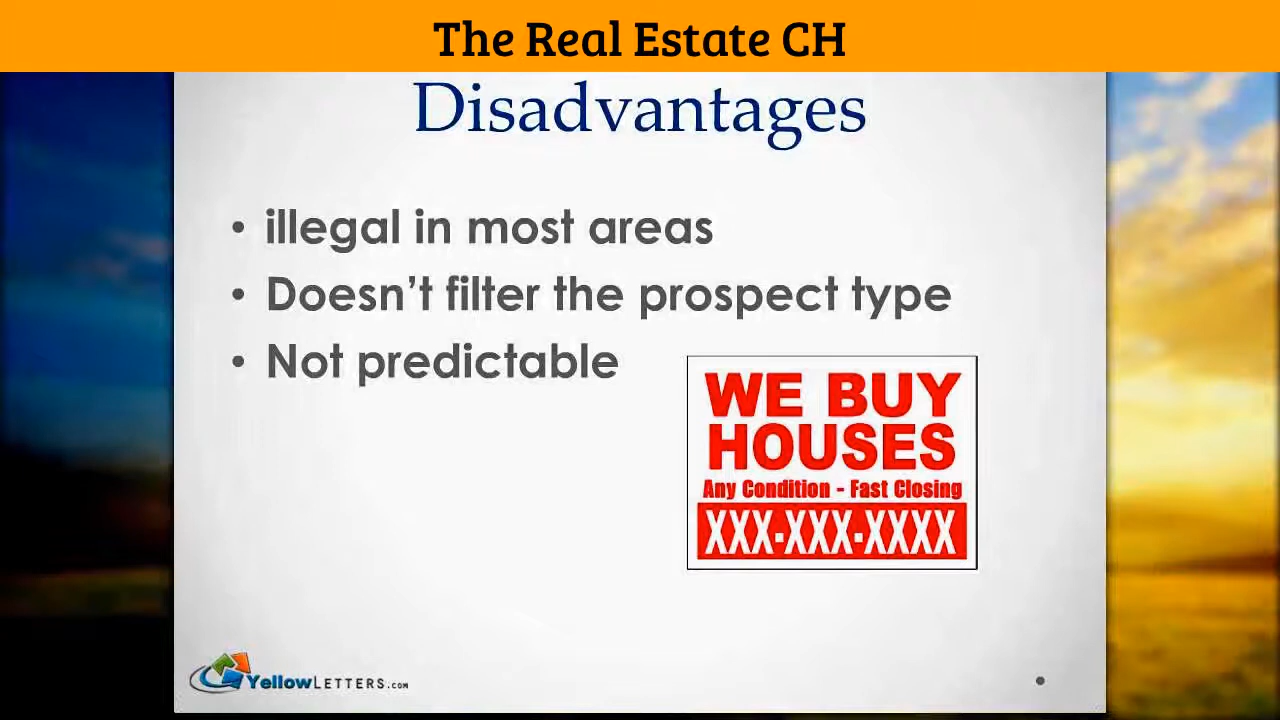 The Real Estate CH
Disadvantages
• illegal in most areas
• Doesn't filter the prospect type
• Not predictable
WE BUY
HOUSES
Any Condition - Fast Closing
XXX-XXX-XXXX
YellowLETTERS.com